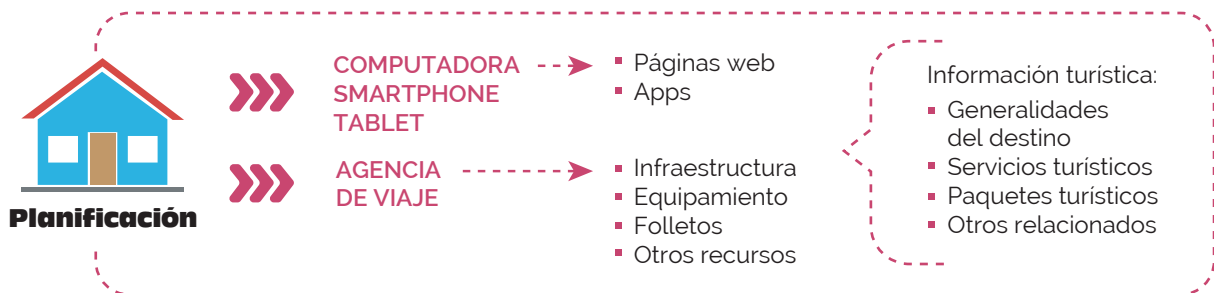 Planificación
COMPUTADORA
SMARTPHONE
TABLET
▪ Páginas web
▪ Apps
AGENCIA
DE VIAJE
▪ Infraestructura
▪ Equipamiento
▪ Folletos
▪ Otros recursos
Información turística:
▪ Generalidades
del destino
▪ Servicios turísticos
▪ Paquetes turísticos
▪ Otros relacionados